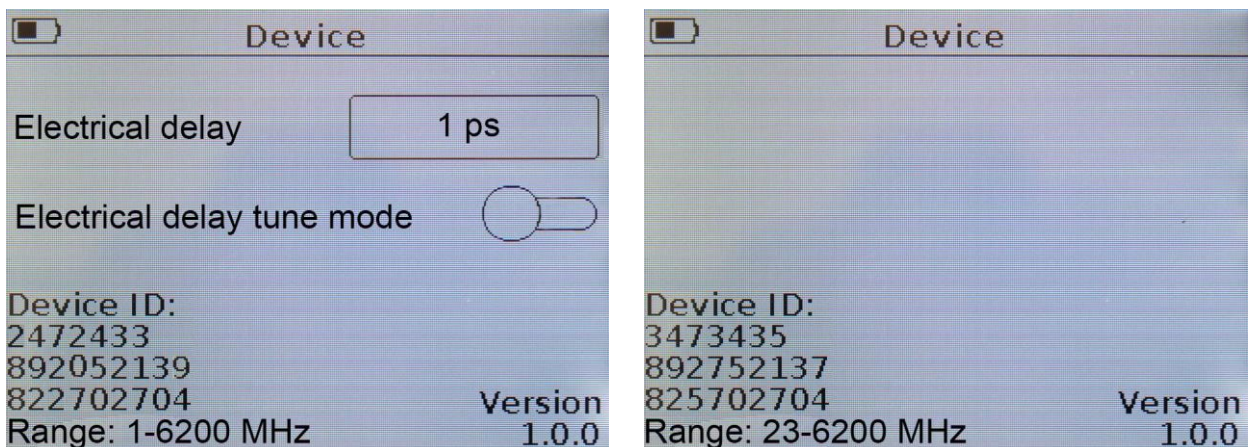 Device
Electrical delay
1 ps
Electrical delay tune mode
Device ID:
2472433
892052139
822702704
Version
Range: 1-6200 MHz
1.0.0
Device
Device ID:
3473435
892752137
825702704
Version
Range: 23-6200 MHz
1.0.0